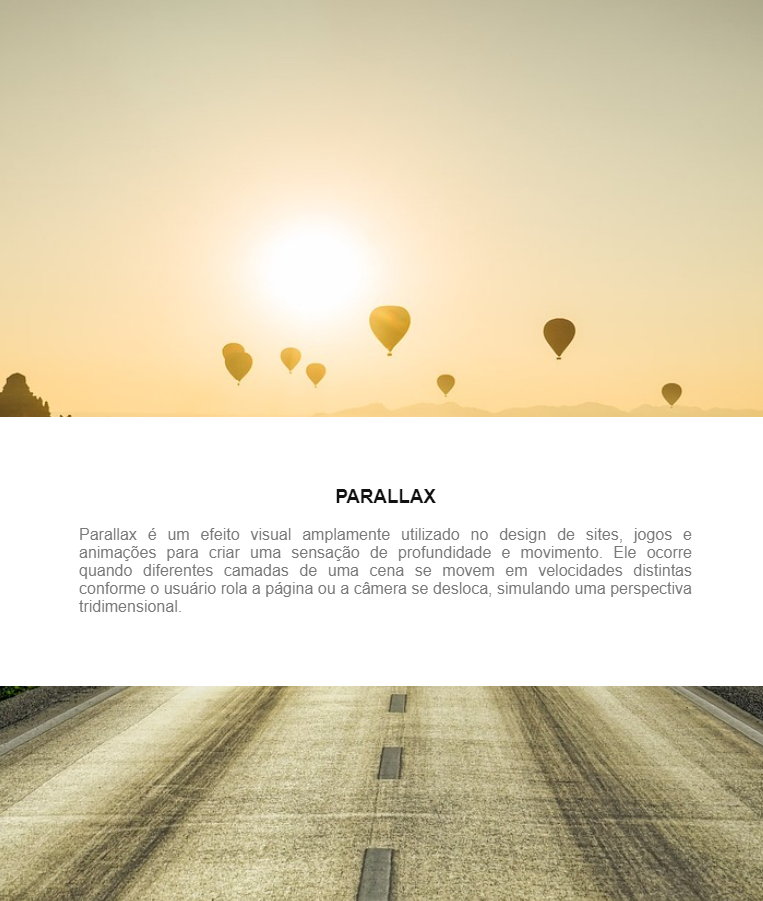 PARALLAX
Parallax é um efeito visual amplamente utilizado no design de sites, jogos e
animações para criar uma sensação de profundidade e movimento. Ele ocorre
quando diferentes camadas de uma cena se movem em velocidades distintas
conforme o usuário rola a página ou a câmera se desloca, simulando uma perspectiva
tridimensional.